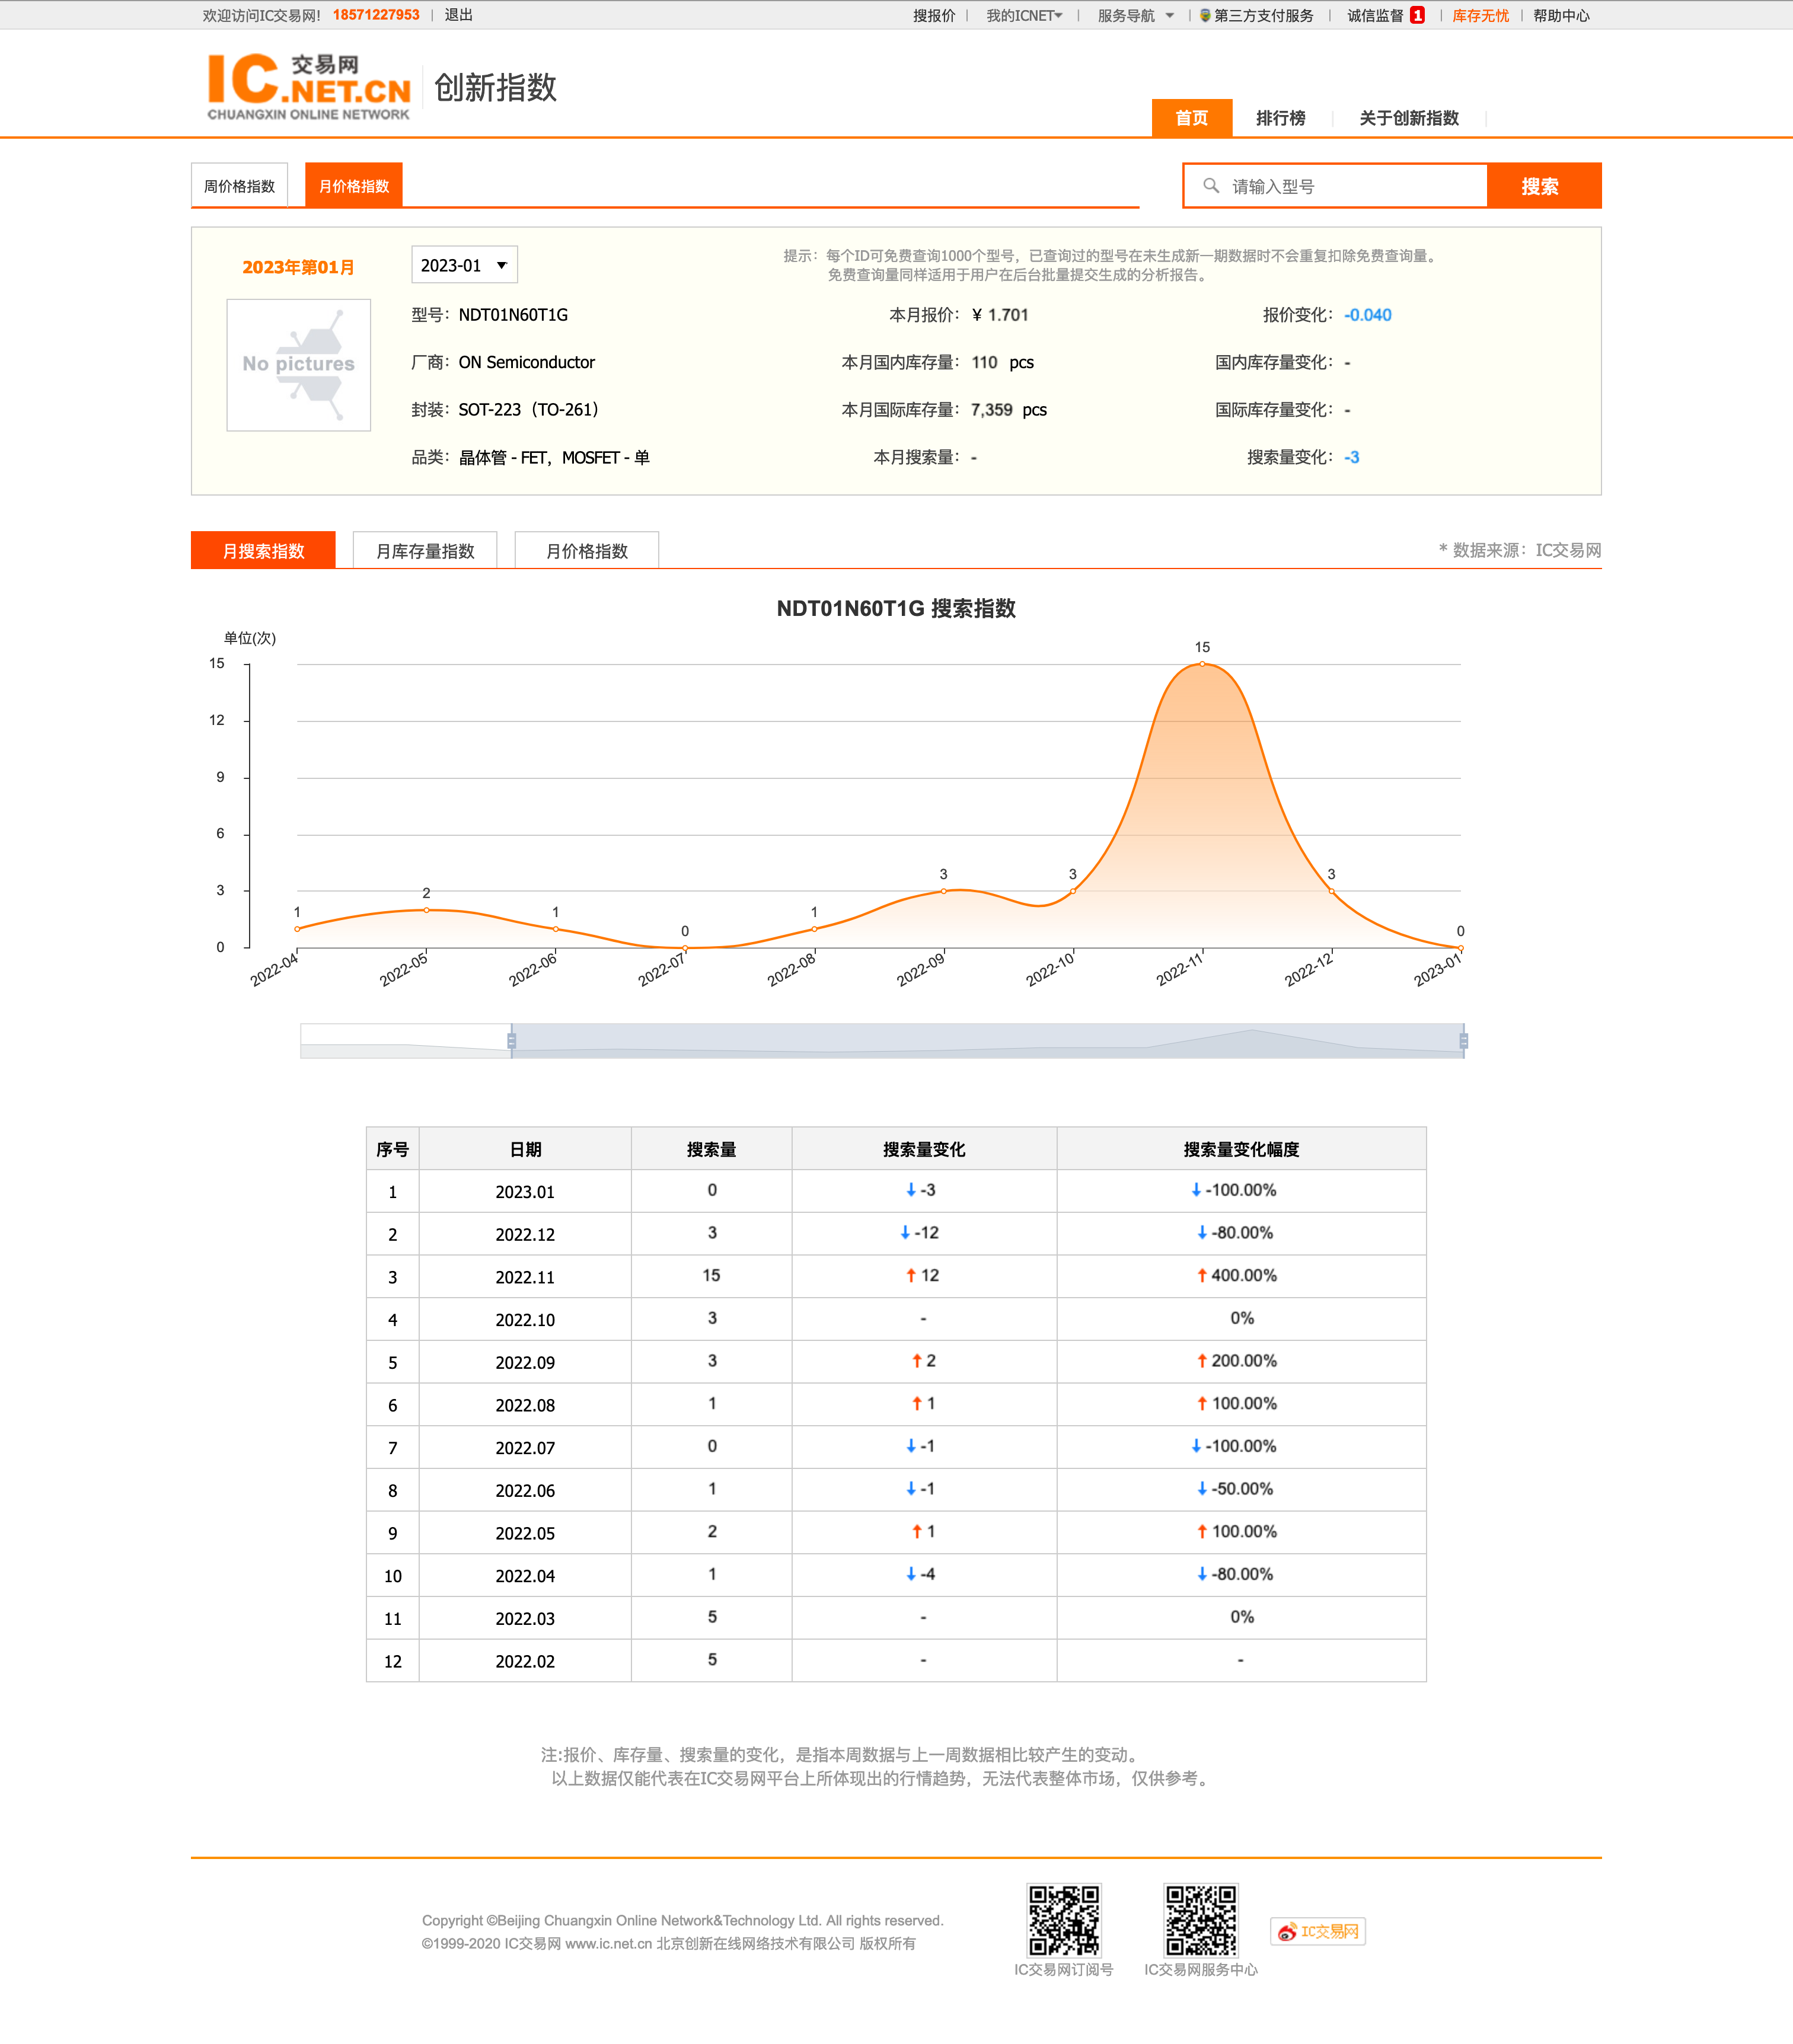 欢迎访问IC交易网! 18571227953 | 退出
搜报价 | 我的ICNET | 服务导航 | 第三方支付服务 | 诚信监督 1 | 库存无忧 | 帮助中心
IC 交易网
.NET.CN
CHUANGXIN ONLINE NETWORK
创新指数
首页 排行榜 关于创新指数
周价格指数 月价格指数
请输入型号 搜索
2023年第01月
2023-01
提示：每个ID可免费查询1000个型号，已查询过的型号在未生成新一期数据时不会重复扣除免费查询量。
免费查询量同样适用于用户在后台批量提交生成的分析报告。
No pictures
型号：NDT01N60T1G 本月报价：¥ 1.701 报价变化：-0.040
厂商：ON Semiconductor 本月国内库存量：110 pcs 国内库存量变化：-
封装：SOT-223（TO-261） 本月国际库存量：7,359 pcs 国际库存量变化：-
品类：晶体管 - FET，MOSFET - 单 本月搜索量：- 搜索量变化：-3
月搜索指数 月库存量指数 月价格指数
* 数据来源：IC交易网
NDT01N60T1G 搜索指数
单位(次)
15
12
9
6
3
0
1 2 1 0 1 3 3 15 3 0
2022-04 2022-05 2022-06 2022-07 2022-08 2022-09 2022-10 2022-11 2022-12 2023-01
序号 日期 搜索量 搜索量变化 搜索量变化幅度
1 2023.01 0 ↓ -3 ↓ -100.00%
2 2022.12 3 ↓ -12 ↓ -80.00%
3 2022.11 15 ↑ 12 ↑ 400.00%
4 2022.10 3 - 0%
5 2022.09 3 ↑ 2 ↑ 200.00%
6 2022.08 1 ↑ 1 ↑ 100.00%
7 2022.07 0 ↓ -1 ↓ -100.00%
8 2022.06 1 ↓ -1 ↓ -50.00%
9 2022.05 2 ↑ 1 ↑ 100.00%
10 2022.04 1 ↓ -4 ↓ -80.00%
11 2022.03 5 - 0%
12 2022.02 5 - -
注:报价、库存量、搜索量的变化，是指本周数据与上一周数据相比较产生的变动。
以上数据仅能代表在IC交易网平台上所体现出的行情趋势，无法代表整体市场，仅供参考。
Copyright ©Beijing Chuangxin Online Network&Technology Ltd. All rights reserved.
©1999-2020 IC交易网 www.ic.net.cn 北京创新在线网络技术有限公司 版权所有
IC交易网订阅号
IC交易网服务中心
IC交易网